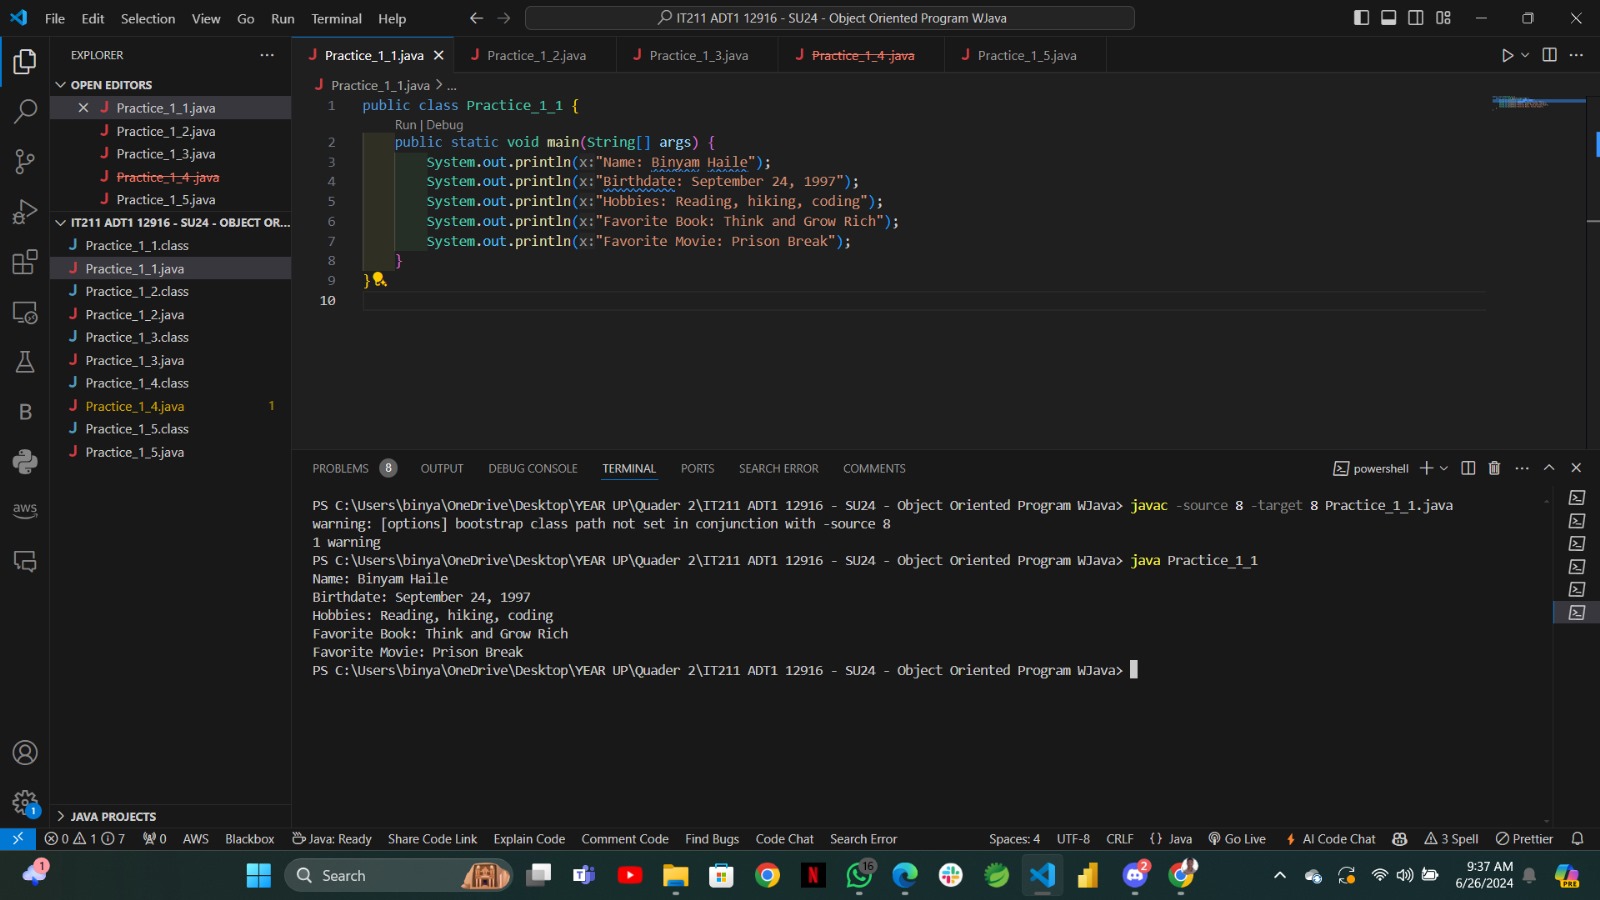 File Edit Selection View Go Run Terminal Help
IT211 ADT1 12916 - SU24 - Object Oriented Program WJava
EXPLORER
OPEN EDITORS
Practice_1_1.java
Practice_1_2.java
Practice_1_3.java
Practice_1_4 .java
Practice_1_5.java
IT211 ADT1 12916 - SU24 - OBJECT OR...
Practice_1_1.class
Practice_1_1.java
Practice_1_2.class
Practice_1_2.java
Practice_1_3.class
Practice_1_3.java
Practice_1_4.class
Practice_1_4.java 1
Practice_1_5.class
Practice_1_5.java
JAVA PROJECTS
Practice_1_1.java Practice_1_2.java Practice_1_3.java Practice_1_4 .java Practice_1_5.java
Practice_1_1.java > ...
1 public class Practice_1_1 {
Run | Debug
2 public static void main(String[] args) {
3 System.out.println(x:"Name: Binyam Haile");
4 System.out.println(x:"Birthdate: September 24, 1997");
5 System.out.println(x:"Hobbies: Reading, hiking, coding");
6 System.out.println(x:"Favorite Book: Think and Grow Rich");
7 System.out.println(x:"Favorite Movie: Prison Break");
8 }
9 }
10
PROBLEMS 8 OUTPUT DEBUG CONSOLE TERMINAL PORTS SEARCH ERROR COMMENTS
powershell
PS C:\Users\binya\OneDrive\Desktop\YEAR UP\Quader 2\IT211 ADT1 12916 - SU24 - Object Oriented Program WJava> javac -source 8 -target 8 Practice_1_1.java
warning: [options] bootstrap class path not set in conjunction with -source 8
1 warning
PS C:\Users\binya\OneDrive\Desktop\YEAR UP\Quader 2\IT211 ADT1 12916 - SU24 - Object Oriented Program WJava> java Practice_1_1
Name: Binyam Haile
Birthdate: September 24, 1997
Hobbies: Reading, hiking, coding
Favorite Book: Think and Grow Rich
Favorite Movie: Prison Break
PS C:\Users\binya\OneDrive\Desktop\YEAR UP\Quader 2\IT211 ADT1 12916 - SU24 - Object Oriented Program WJava>
B
aws
1
0 1 7 0 AWS Blackbox Java: Ready Share Code Link Explain Code Comment Code Find Bugs Code Chat Search Error
Spaces: 4 UTF-8 CRLF { } Java Go Live AI Code Chat 3 Spell Prettier
1
Search
N
16
2
9:37 AM
6/26/2024
PRE